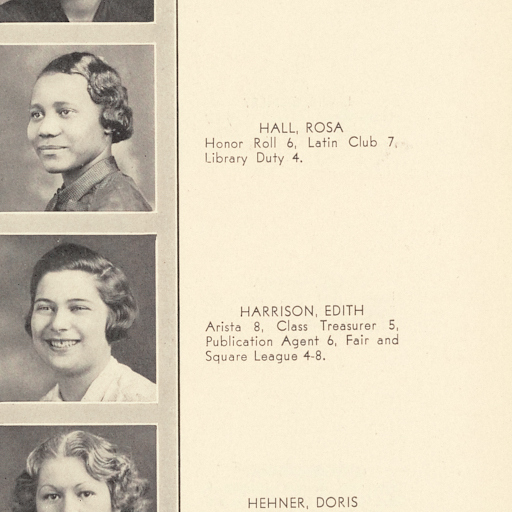 HALL, ROSA
Honor Roll 6, Latin Club 7,
Library Duty 4.
HARRISON, EDITH
Arista 8, Class Treasurer 5,
Publication Agent 6, Fair and
Square League 4-8.
HEHNER, DORIS